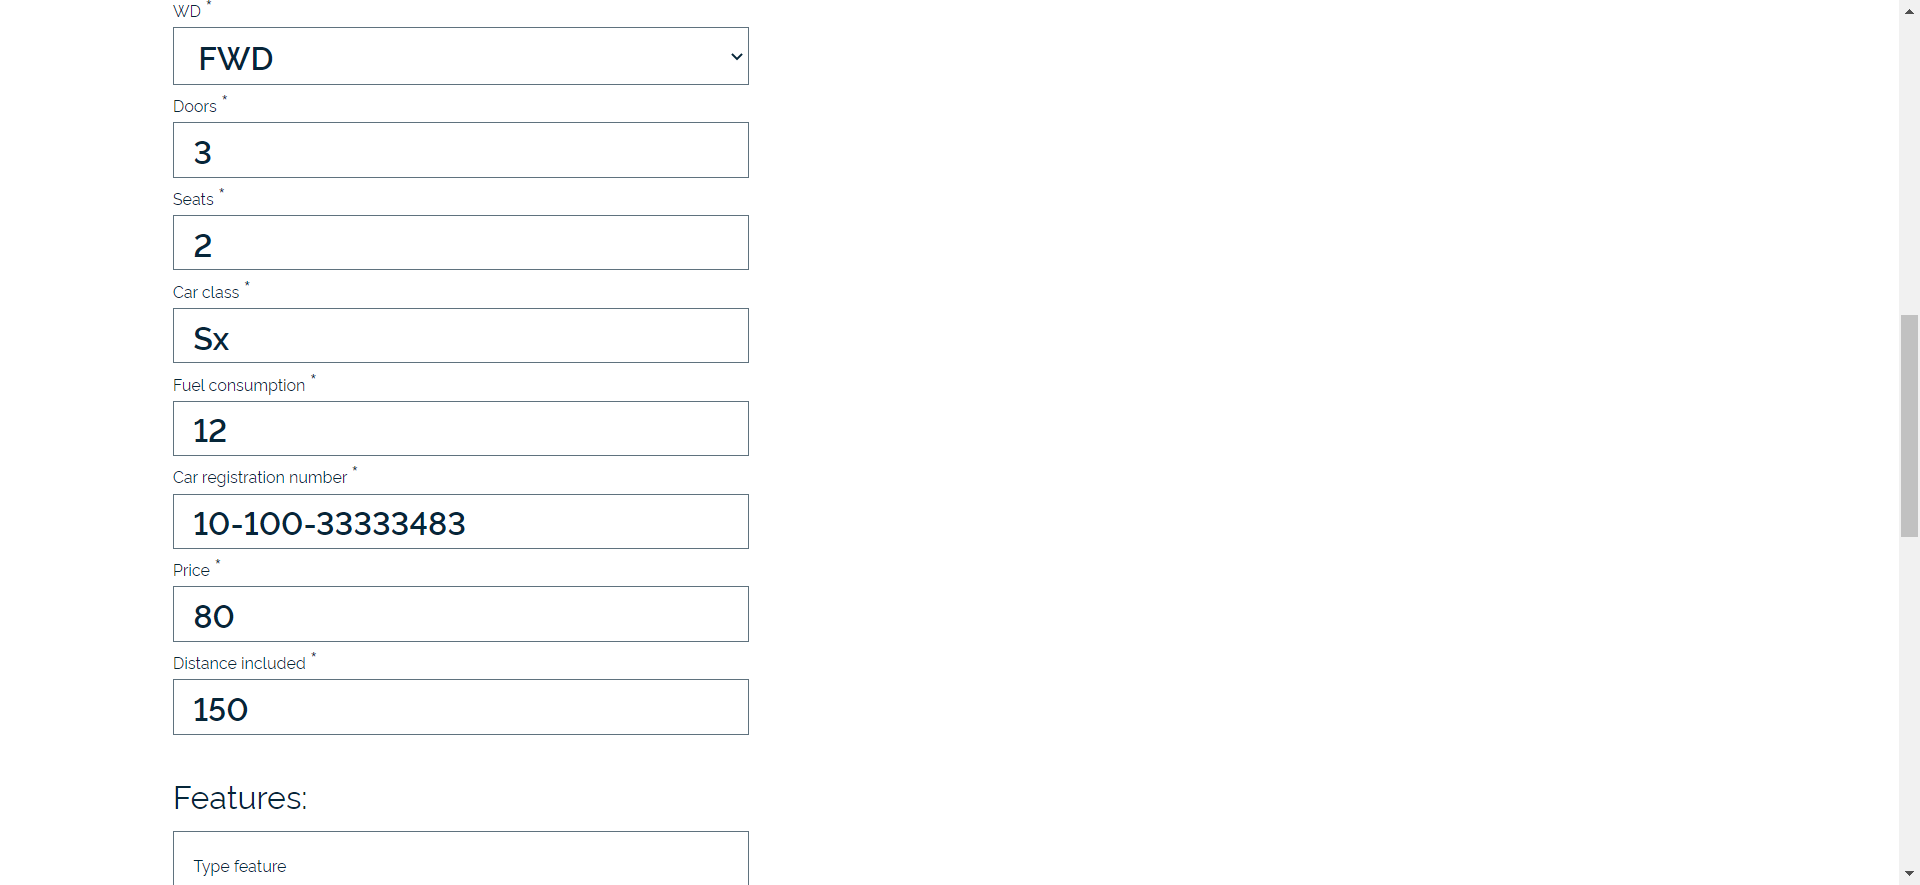 WD *
FWD
Doors *
3
Seats *
2
Car class *
Sx
Fuel consumption *
12
Car registration number *
10-100-33333483
Price *
80
Distance included *
150
Features:
Type feature